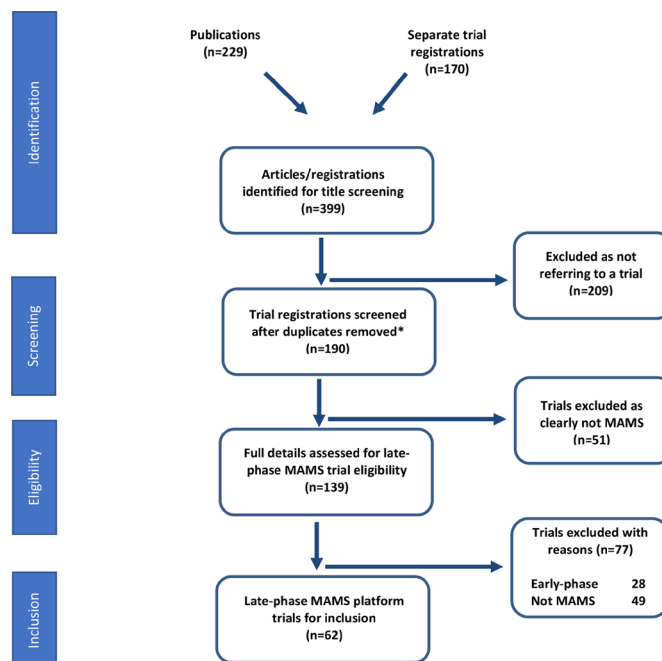 Publications
(n=229)
Separate trial
registrations
(n=170)
Identification
Articles/registrations
identified for title screening
(n=399)
Excluded as not
referring to a trial
(n=209)
Screening
Trial registrations screened
after duplicates removed*
(n=190)
Trials excluded as
clearly not MAMS
(n=51)
Eligibility
Full details assessed for late-
phase MAMS trial eligibility
(n=139)
Trials excluded with
reasons (n=77)
Early-phase 28
Not MAMS 49
Inclusion
Late-phase MAMS platform
trials for inclusion
(n=62)